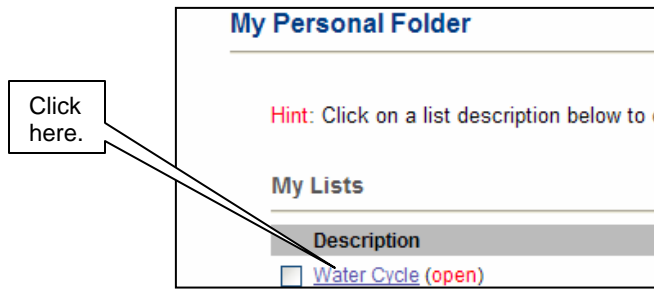 My Personal Folder
Click
here.
Hint: Click on a list description below to
My Lists
Description
Water Cycle (open)